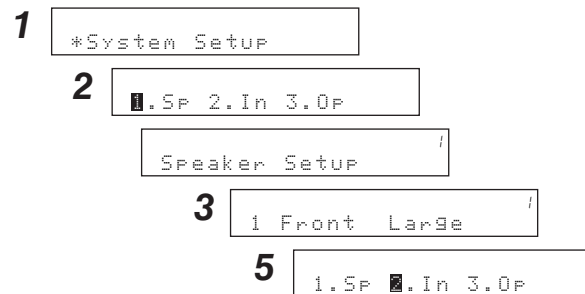 1
*System Setup
2
1.Sp 2.In 3.Op
1
Speaker Setup
3
1
1 Front Large
5
1.Sp 2.In 3.Op